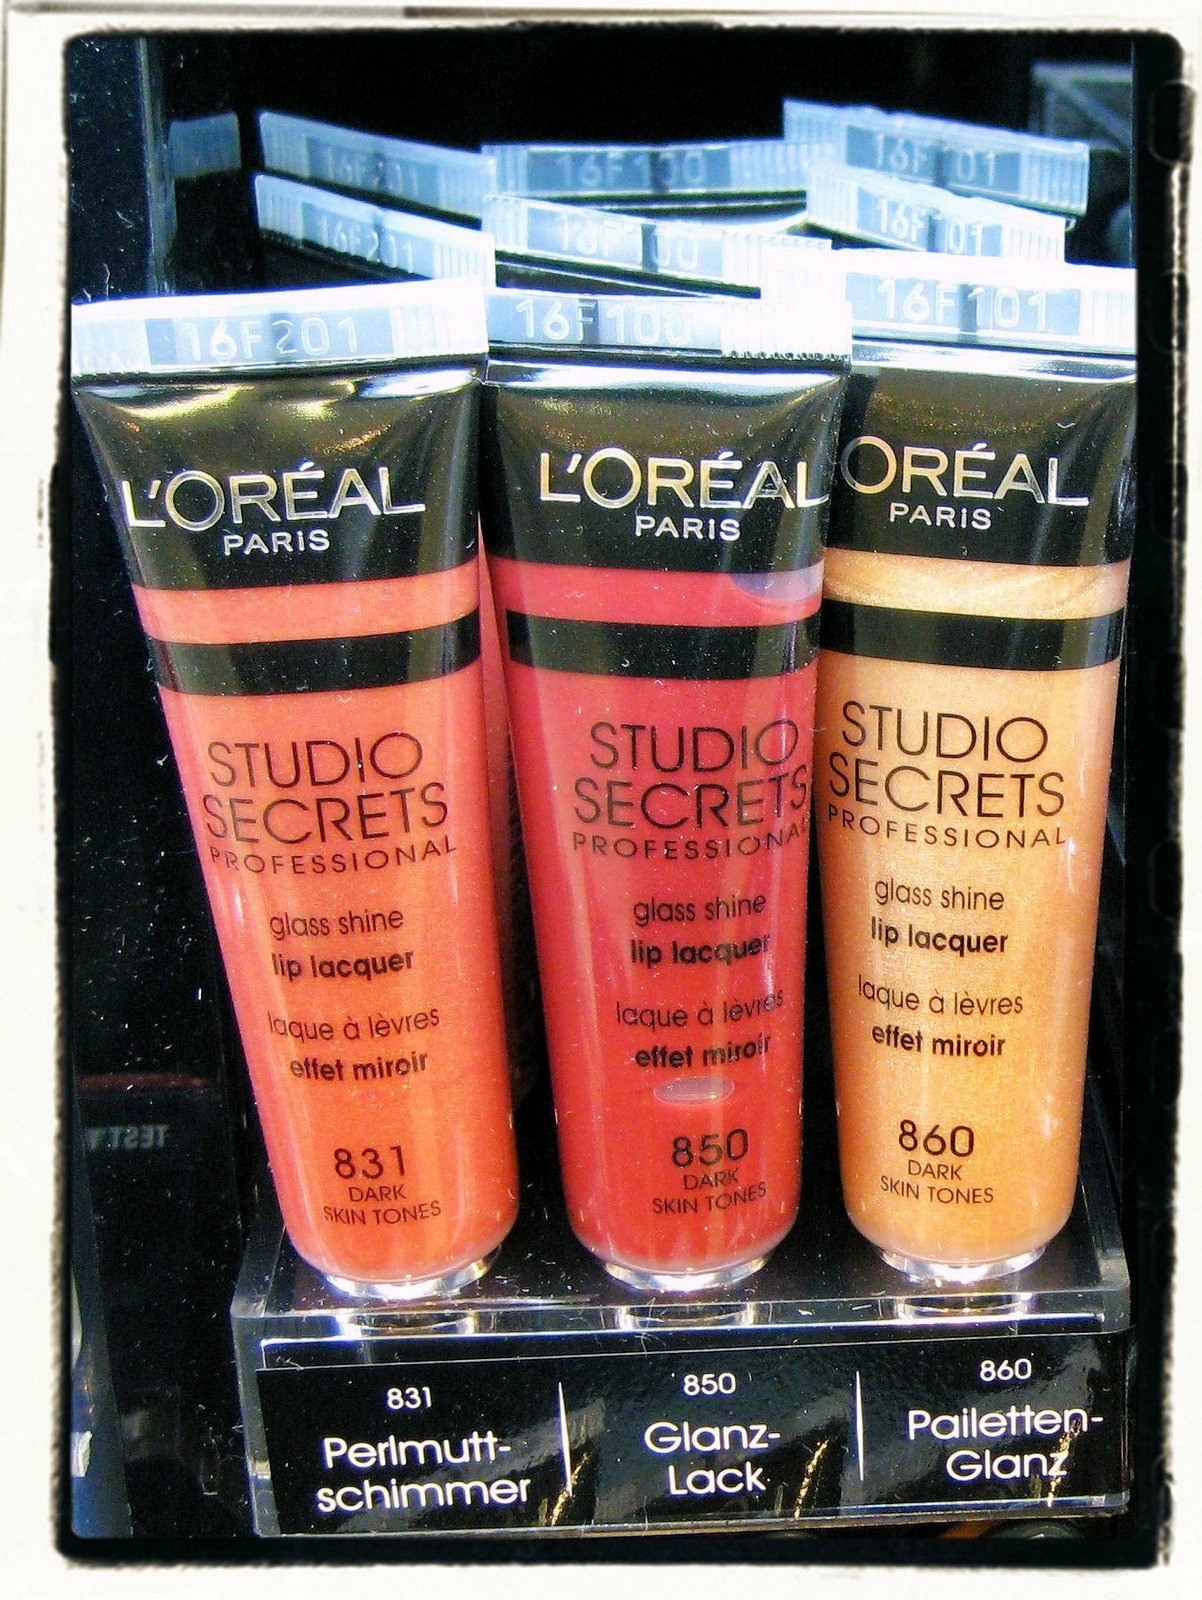 16F201
16F100
16F101
16F201
16F100
16F101
16F201
16F100
16F101
L'ORÉAL
PARIS
STUDIO
SECRETS
PROFESSIONAL
glass shine
lip lacquer
laque à lèvres
effet miroir
831
DARK
SKIN TONES
L'ORÉAL
PARIS
STUDIO
SECRETS
PROFESSIONAL
glass shine
lip lacquer
laque à lèvres
effet miroir
850
DARK
SKIN TONES
ORÉAL
PARIS
STUDIO
SECRETS
PROFESSIONAL
glass shine
lip lacquer
laque à lèvres
effet miroir
860
DARK
SKIN TONES
831
Perlmutt-
schimmer
850
Glanz-
Lack
860
Pailetten-
Glanz